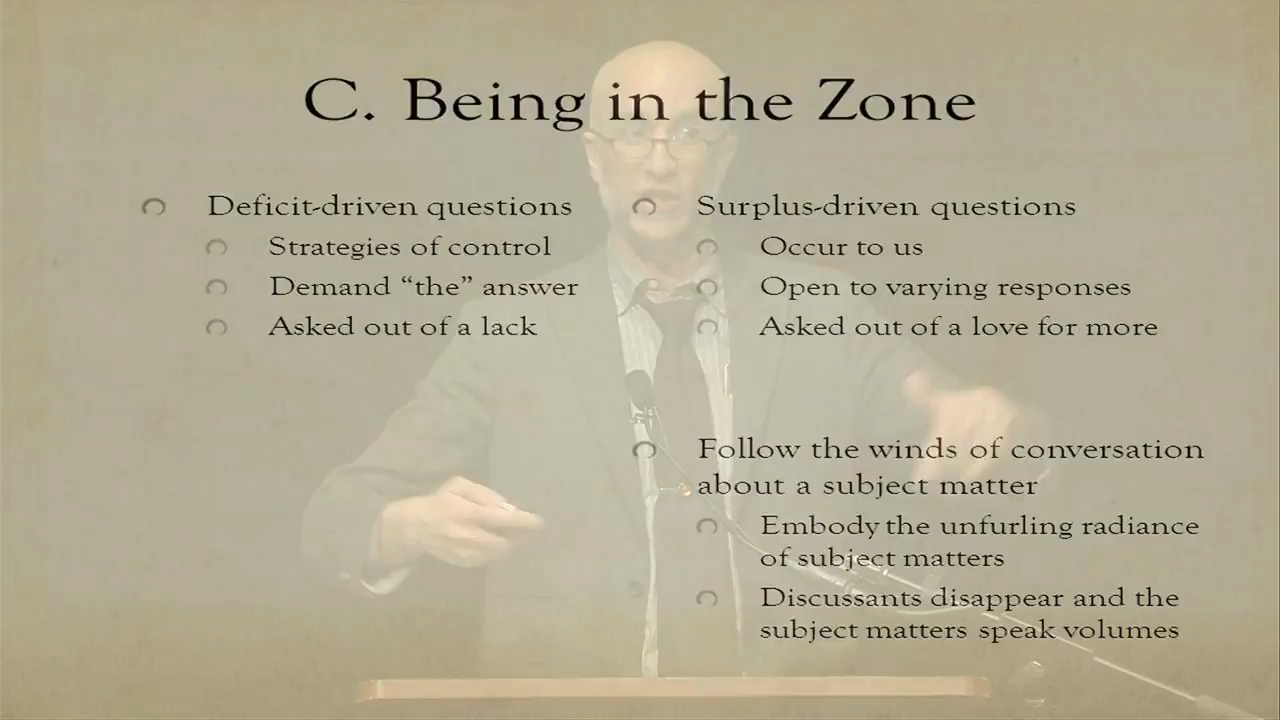 C. Being in the Zone
Deficit-driven questions
Strategies of control
Demand “the” answer
Asked out of a lack
Surplus-driven questions
Occur to us
Open to varying responses
Asked out of a love for more
Follow the winds of conversation
about a subject matter
Embody the unfurling radiance
of subject matters
Discussants disappear and the
subject matters speak volumes